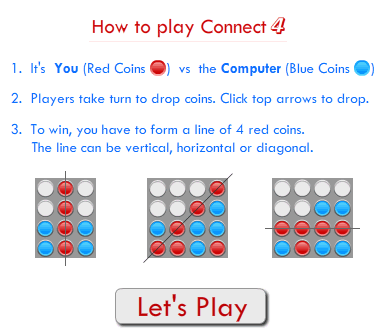 How to play Connect 4
1. It's You (Red Coins ) vs the Computer (Blue Coins )
2. Players take turn to drop coins. Click top arrows to drop.
3. To win, you have to form a line of 4 red coins.
The line can be vertical, horizontal or diagonal.
Let's Play